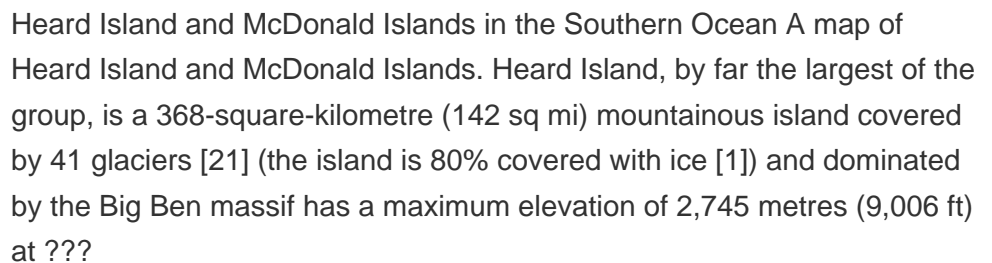 Heard Island and McDonald Islands in the Southern Ocean A map of
Heard Island and McDonald Islands. Heard Island, by far the largest of the
group, is a 368-square-kilometre (142 sq mi) mountainous island covered
by 41 glaciers [21] (the island is 80% covered with ice [1]) and dominated
by the Big Ben massif has a maximum elevation of 2,745 metres (9,006 ft)
at ???